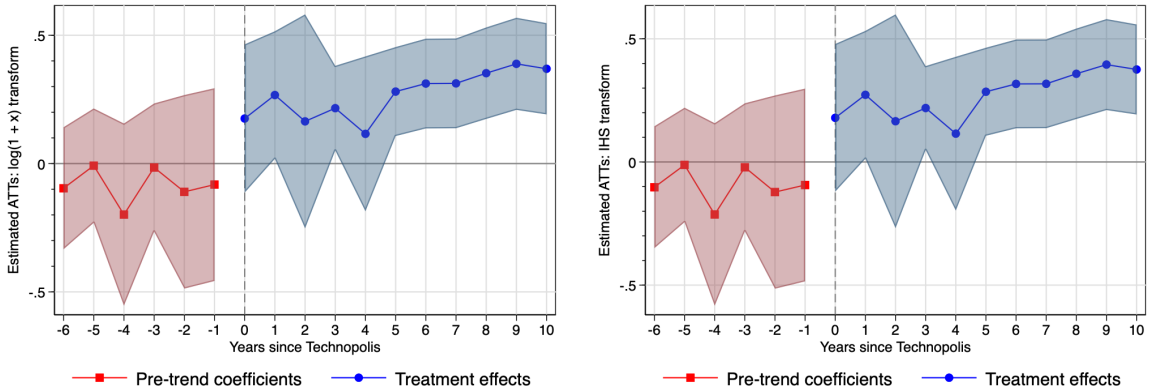 Estimated ATTs: log(1 + x) transform
.5
0
-.5
-6 -5 -4 -3 -2 -1 0 1 2 3 4 5 6 7 8 9 10
Years since Technopolis
Pre-trend coefficients Treatment effects
Estimated ATTs: IHS transform
.5
0
-.5
-6 -5 -4 -3 -2 -1 0 1 2 3 4 5 6 7 8 9 10
Years since Technopolis
Pre-trend coefficients Treatment effects